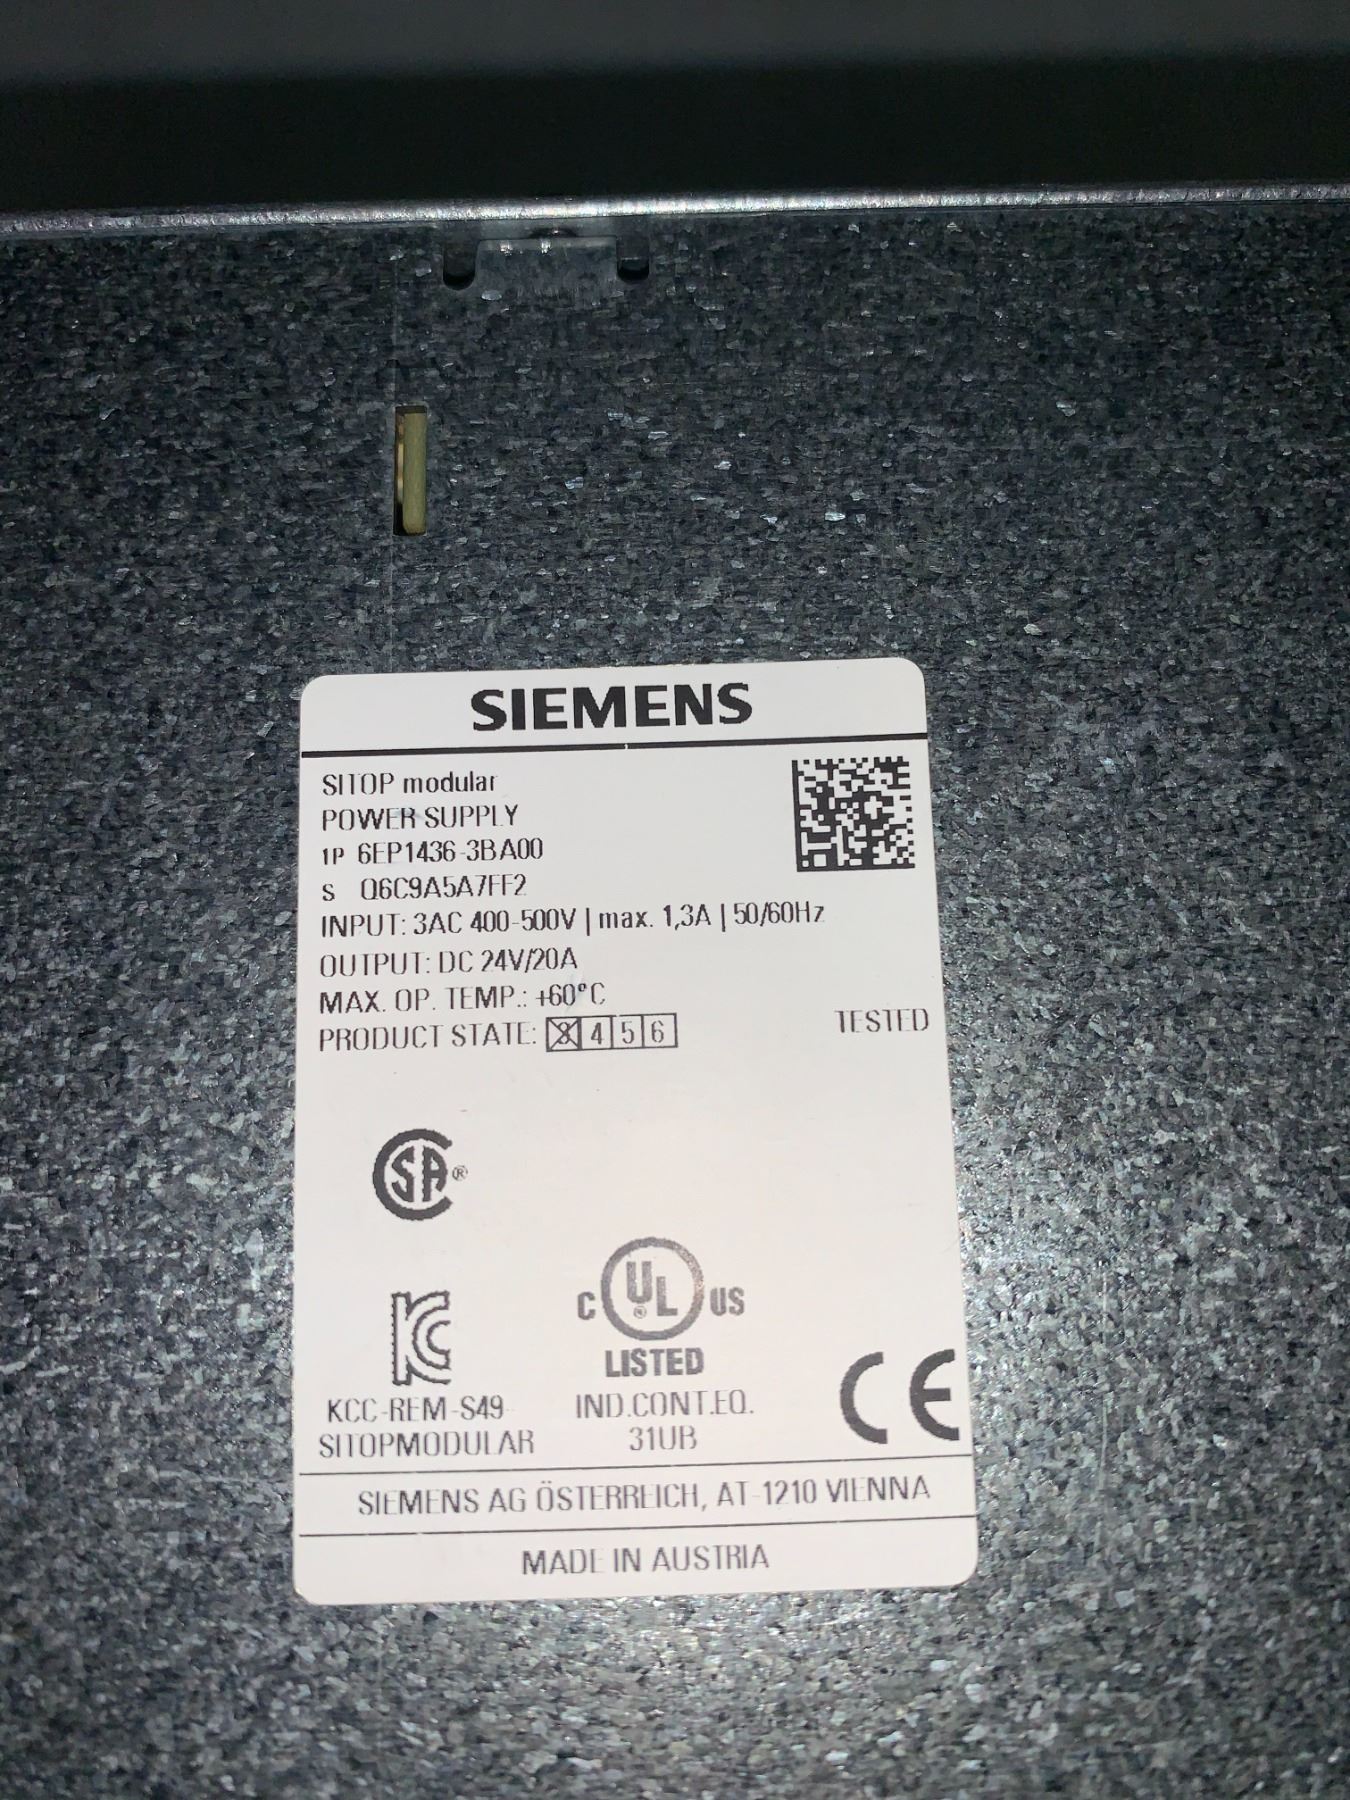 SIEMENS
SITOP modular
POWER SUPPLY
1P 6EP1436-3BA00
S Q6C9A5A7FF2
INPUT: 3AC 400-500V | max. 1,3A | 50/60Hz
OUTPUT: DC 24V/20A
MAX. OP. TEMP.: +60°C
PRODUCT STATE: 3 4 5 6 TESTED
CSA®
C UL® US
LISTED
KCC-REM-S49- IND.CONT.EQ.
SITOPMODULAR 31UB
CE
SIEMENS AG ÖSTERREICH, AT-1210 VIENNA
MADE IN AUSTRIA